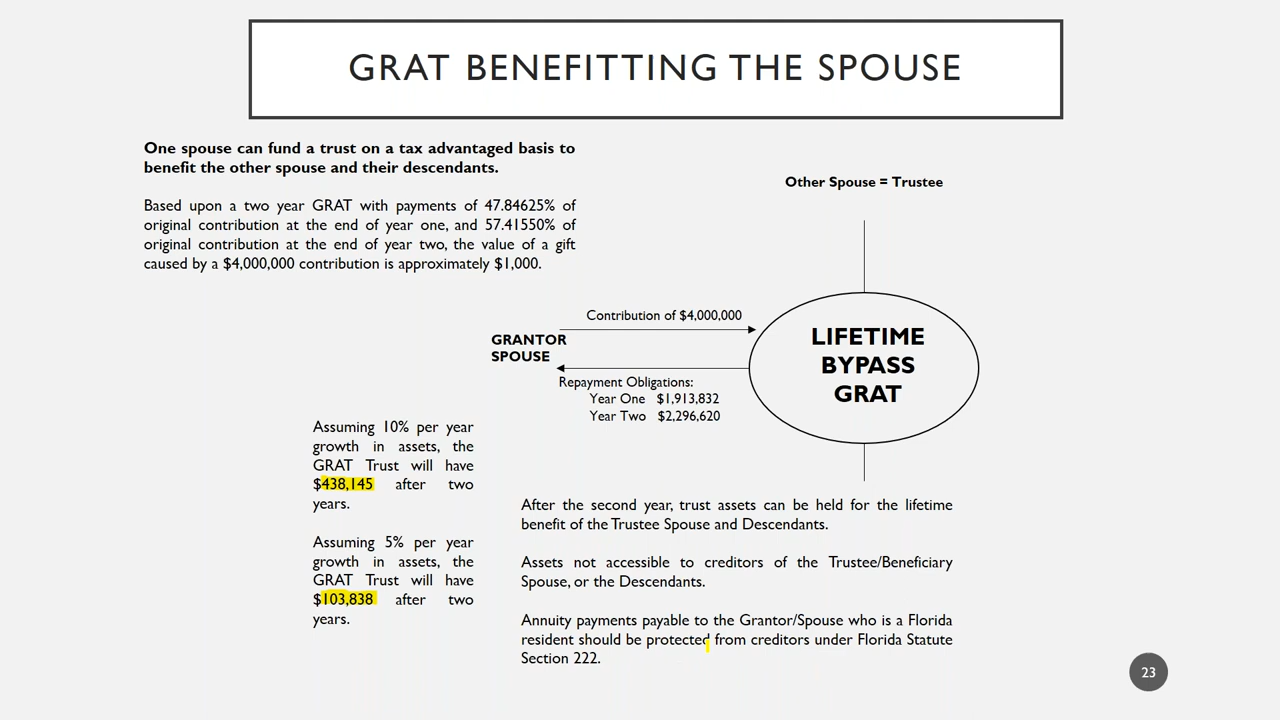 GRAT BENEFITTING THE SPOUSE
One spouse can fund a trust on a tax advantaged basis to
benefit the other spouse and their descendants.
Based upon a two year GRAT with payments of 47.84625% of
original contribution at the end of year one, and 57.41550% of
original contribution at the end of year two, the value of a gift
caused by a $4,000,000 contribution is approximately $1,000.
Other Spouse = Trustee
Contribution of $4,000,000
GRANTOR
SPOUSE
Repayment Obligations:
Year One $1,913,832
Year Two $2,296,620
LIFETIME
BYPASS
GRAT
Assuming 10% per year
growth in assets, the
GRAT Trust will have
$438,145 after two
years.
Assuming 5% per year
growth in assets, the
GRAT Trust will have
$103,838 after two
years.
After the second year, trust assets can be held for the lifetime
benefit of the Trustee Spouse and Descendants.
Assets not accessible to creditors of the Trustee/Beneficiary
Spouse, or the Descendants.
Annuity payments payable to the Grantor/Spouse who is a Florida
resident should be protected from creditors under Florida Statute
Section 222.
23